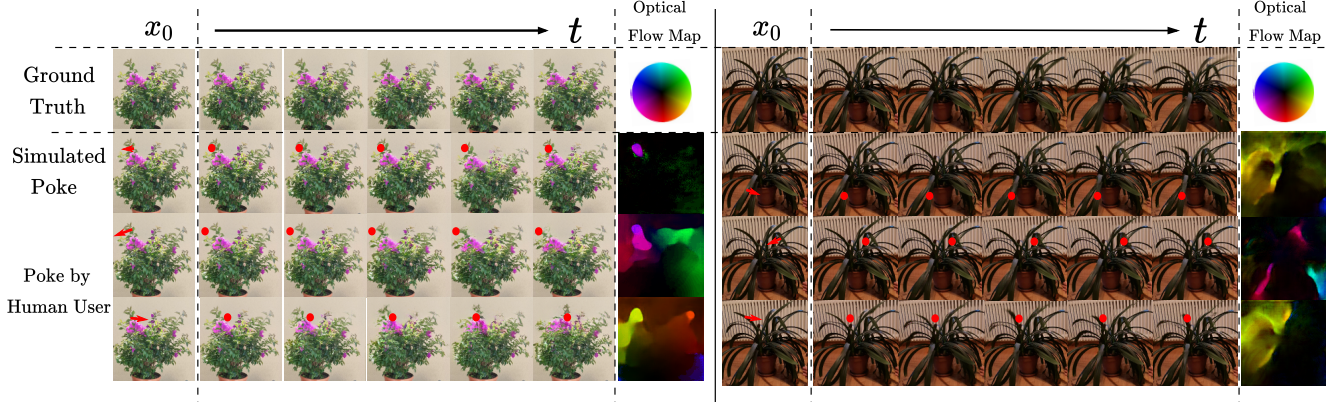 x0 t Optical Flow Map x0 t Optical Flow Map
Ground Truth
Simulated Poke
Poke by Human User